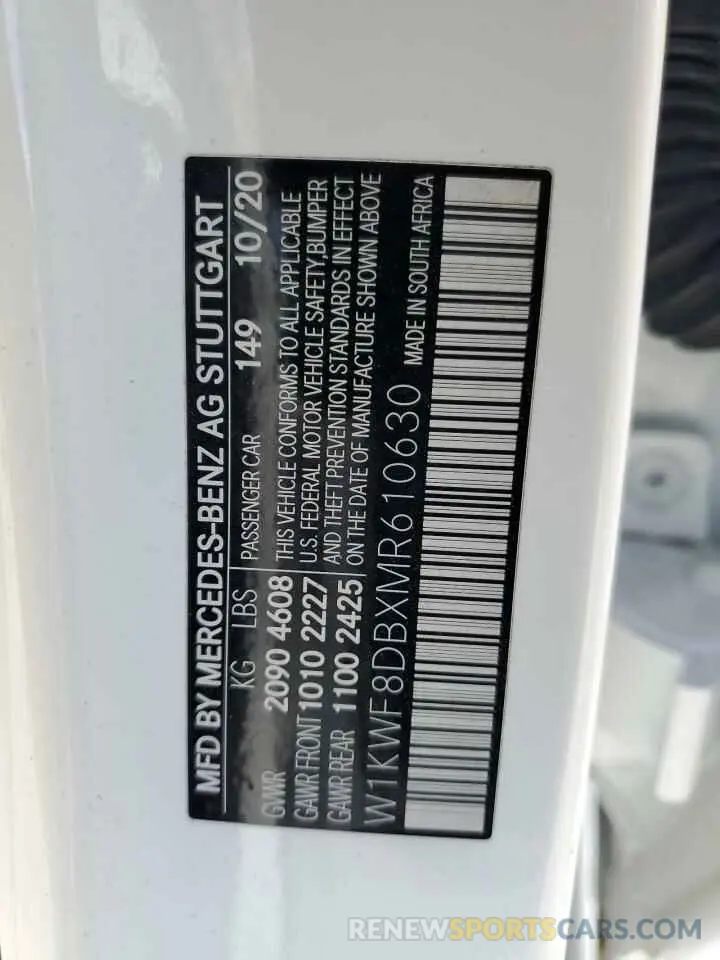 MFD BY MERCEDES-BENZ AG STUTTGART
KG LBS PASSENGER CAR 149 10/20
GVWR 2090 4608 THIS VEHICLE CONFORMS TO ALL APPLICABLE
GAWR FRONT 1010 2227 U.S. FEDERAL MOTOR VEHICLE SAFETY,BUMPER
GAWR REAR 1100 2425 AND THEFT PREVENTION STANDARDS IN EFFECT
ON THE DATE OF MANUFACTURE SHOWN ABOVE
W1KWF8DBXMR610630 MADE IN SOUTH AFRICA
RENEWSPORTSCARS.COM